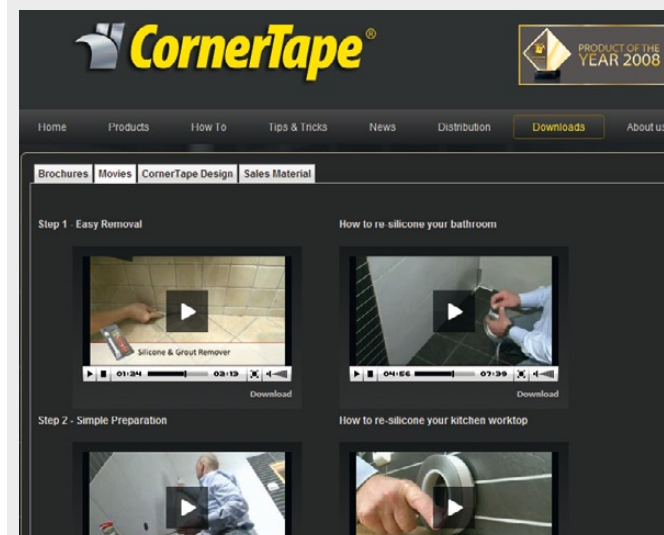 CornerTape®
PRODUCT OF THE
YEAR 2008
Home Products How To Tips & Tricks News Distribution Downloads About us
Brochures Movies CornerTape Design Sales Material
Step 1 - Easy Removal
Silicone & Grout Remover
01:24 03:13
Download
How to re-silicone your bathroom
04:56 07:39
Download
Step 2 - Simple Preparation
How to re-silicone your kitchen worktop